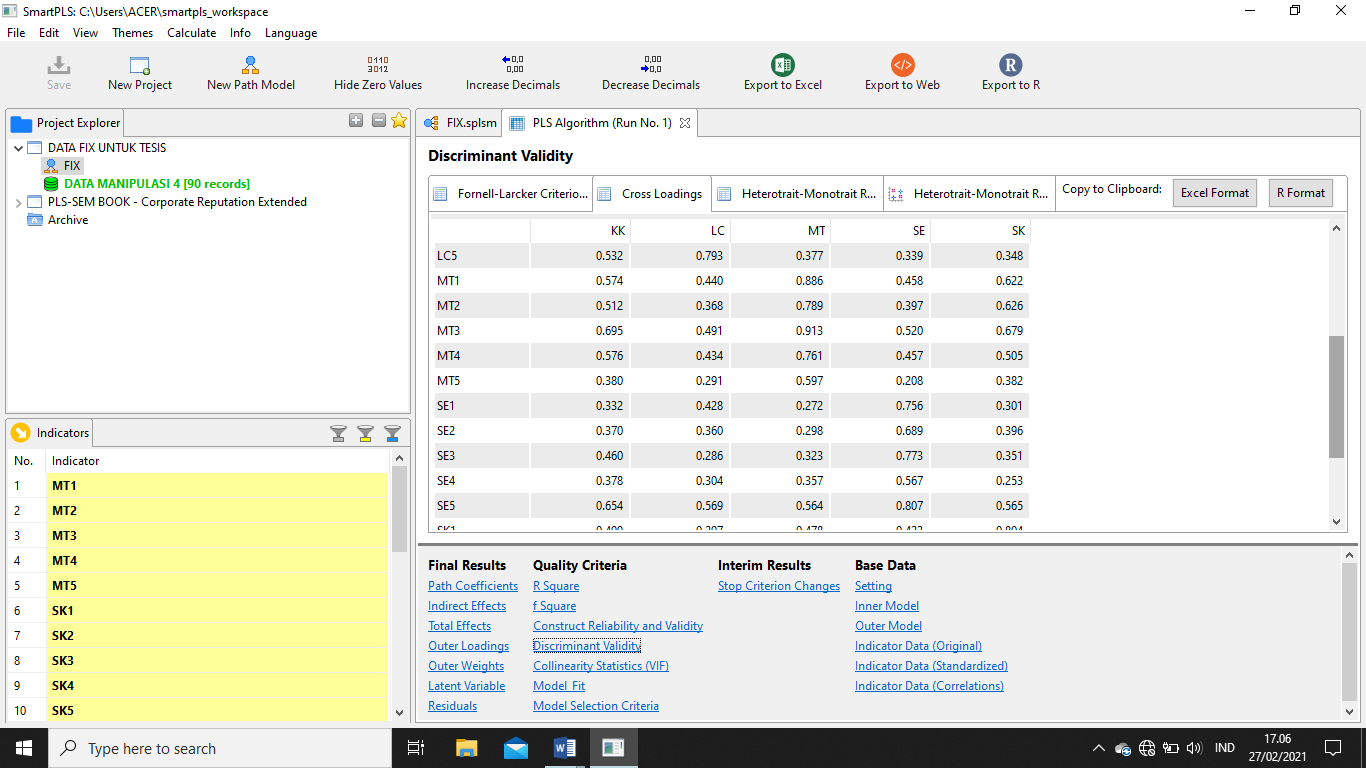 SmartPLS: C:\Users\ACER\smartpls_workspace
File Edit View Themes Calculate Info Language
Save New Project New Path Model Hide Zero Values Increase Decimals Decrease Decimals Export to Excel Export to Web Export to R
Project Explorer
DATA FIX UNTUK TESIS
FIX
DATA MANIPULASI 4 [90 records]
PLS-SEM BOOK - Corporate Reputation Extended
Archive
Indicators
No. Indicator
1 MT1
2 MT2
3 MT3
4 MT4
5 MT5
6 SK1
7 SK2
8 SK3
9 SK4
10 SK5
FIX.splsm PLS Algorithm (Run No. 1)
Discriminant Validity
Fornell-Larcker Criterio... Cross Loadings Heterotrait-Monotrait R... Heterotrait-Monotrait R... Copy to Clipboard: Excel Format R Format
KK LC MT SE SK
LC5 0.532 0.793 0.377 0.339 0.348
MT1 0.574 0.440 0.886 0.458 0.622
MT2 0.512 0.368 0.789 0.397 0.626
MT3 0.695 0.491 0.913 0.520 0.679
MT4 0.576 0.434 0.761 0.457 0.505
MT5 0.380 0.291 0.597 0.208 0.382
SE1 0.332 0.428 0.272 0.756 0.301
SE2 0.370 0.360 0.298 0.689 0.396
SE3 0.460 0.286 0.323 0.773 0.351
SE4 0.378 0.304 0.357 0.567 0.253
SE5 0.654 0.569 0.564 0.807 0.565
SK1
Final Results Quality Criteria Interim Results Base Data
Path Coefficients R Square Stop Criterion Changes Setting
Indirect Effects f Square Inner Model
Total Effects Construct Reliability and Validity Outer Model
Outer Loadings Discriminant Validity Indicator Data (Original)
Outer Weights Collinearity Statistics (VIF) Indicator Data (Standardized)
Latent Variable Model_Fit Indicator Data (Correlations)
Residuals Model Selection Criteria
Type here to search
IND
17.06
27/02/2021